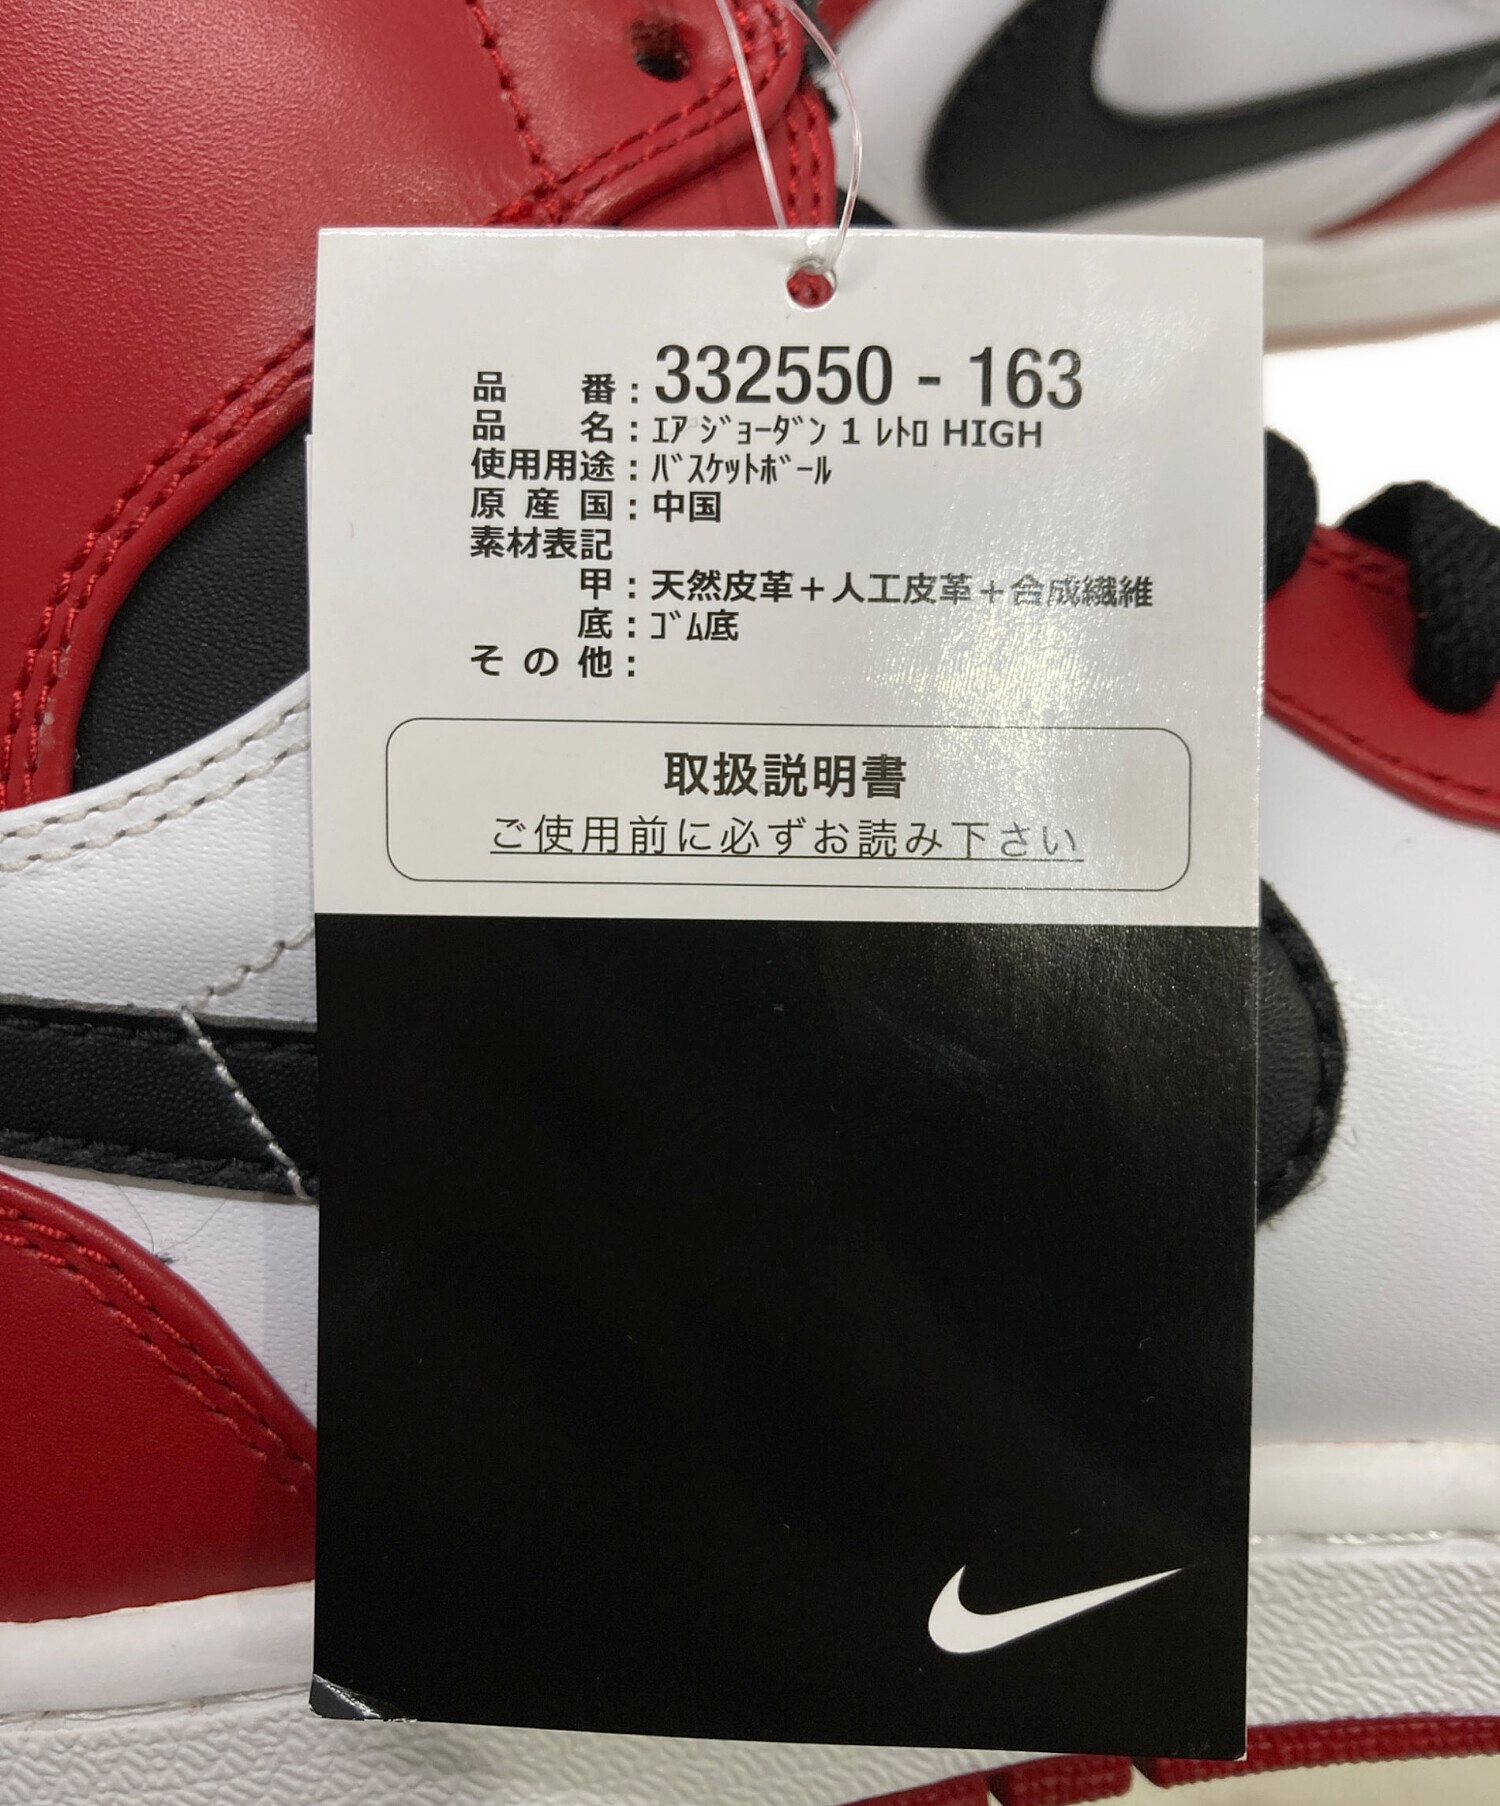 品 番：332550 - 163
品 名：ｴｱ ｼﾞｮｰﾀﾞﾝ 1 ﾚﾄﾛ HIGH
使用用途：ﾊﾞｽｹｯﾄﾎﾞｰﾙ
原 産 国：中国
素材表記
甲：天然皮革＋人工皮革＋合成繊維
底：ｺﾞﾑ底
そ の 他：
取扱説明書
ご使用前に必ずお読み下さい